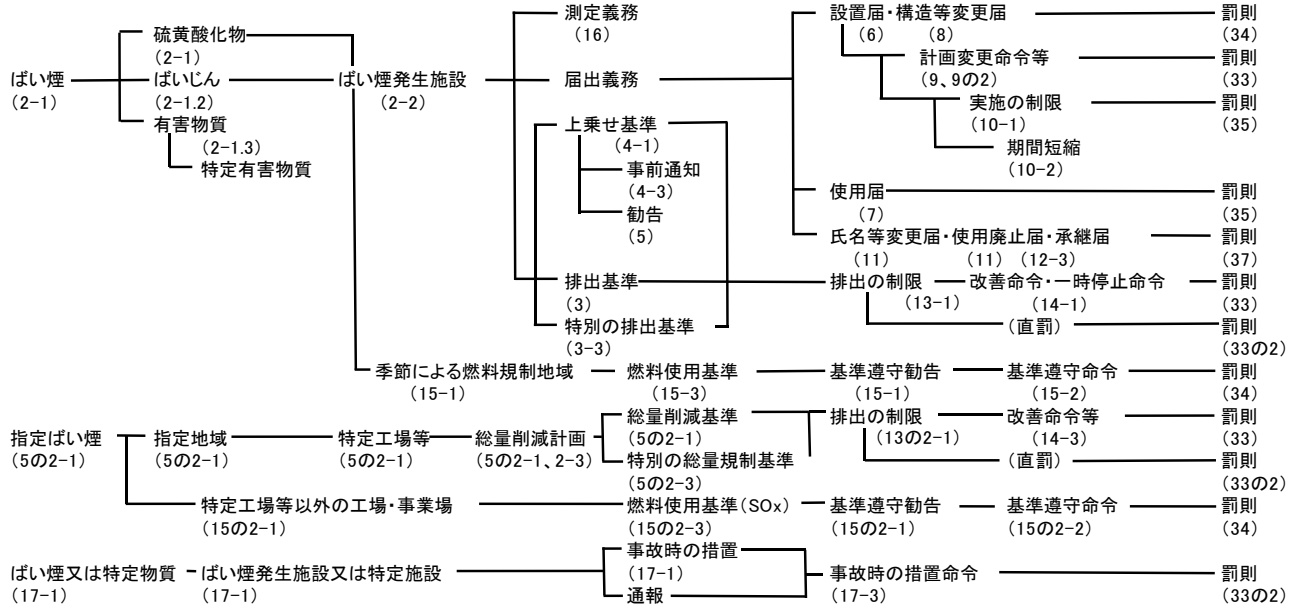 測定義務 設置届・構造等変更届 罰則
(16) (6) (8) (34)
硫黄酸化物 計画変更命令等 罰則
(2-1) (9、9の2) (33)
ばい煙 ばいじん ばい煙発生施設 届出義務
(2-1) (2-1.2) (2-2)
実施の制限 罰則
(10-1) (35)
有害物質 上乗せ基準
(2-1.3) (4-1)
期間短縮
(10-2)
特定有害物質 事前通知
(4-3)
使用届 罰則
(7) (35)
勧告
(5)
氏名等変更届・使用廃止届・承継届 罰則
(11) (11) (12-3) (37)
排出基準 排出の制限 改善命令・一時停止命令 罰則
(3) (13-1) (14-1) (33)
特別の排出基準 (直罰) 罰則
(3-3) (33の2)
季節による燃料規制地域 燃料使用基準 基準遵守勧告 基準遵守命令 罰則
(15-1) (15-3) (15-1) (15-2) (34)
総量削減基準 排出の制限 改善命令等 罰則
(5の2-1) (13の2-1) (14-3) (33)
指定ばい煙 指定地域 特定工場等 総量削減計画
(5の2-1) (5の2-1) (5の2-1) (5の2-1、2-3)
特別の総量規制基準 (直罰) 罰則
(5の2-3) (33の2)
特定工場等以外の工場・事業場 燃料使用基準(SOx) 基準遵守勧告 基準遵守命令 罰則
(15の2-1) (15の2-3) (15の2-1) (15の2-2) (34)
事故時の措置
(17-1)
ばい煙又は特定物質 ばい煙発生施設又は特定施設 事故時の措置命令 罰則
(17-1) (17-1) (17-3) (33の2)
通報